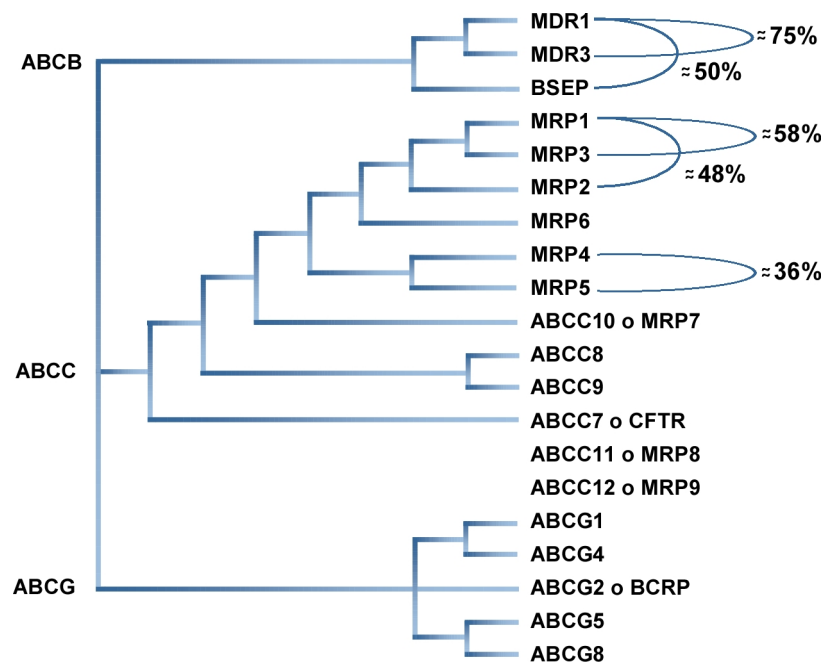 MDR1
≈75%
MDR3
ABCB
≈50%
BSEP
MRP1
≈58%
MRP3
≈48%
MRP2
MRP6
MRP4
≈36%
MRP5
ABCC10 o MRP7
ABCC8
ABCC
ABCC9
ABCC7 o CFTR
ABCC11 o MRP8
ABCC12 o MRP9
ABCG1
ABCG4
ABCG
ABCG2 o BCRP
ABCG5
ABCG8